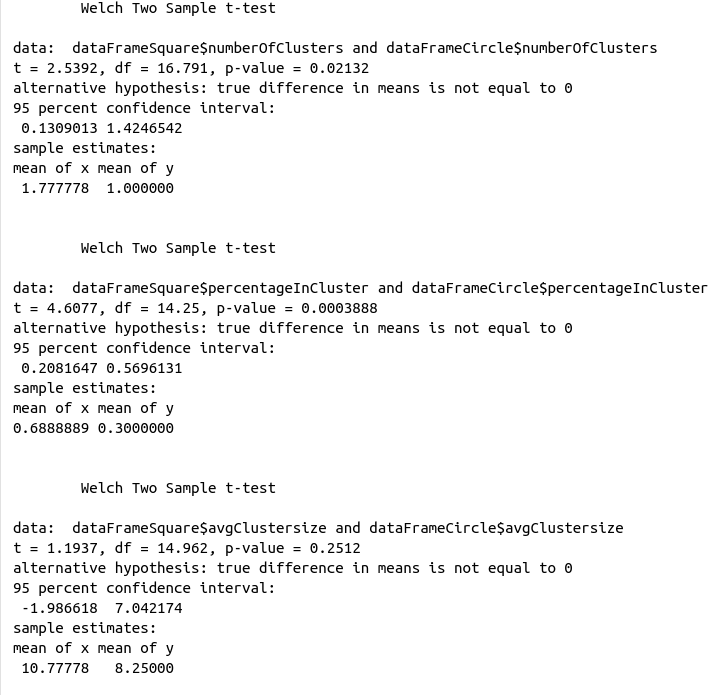 Welch Two Sample t-test
data:  dataFrameSquare$numberOfClusters and dataFrameCircle$numberOfClusters
t = 2.5392, df = 16.791, p-value = 0.02132
alternative hypothesis: true difference in means is not equal to 0
95 percent confidence interval:
0.1309013 1.4246542
sample estimates:
mean of x mean of y
1.777778  1.000000
Welch Two Sample t-test
data:  dataFrameSquare$percentageInCluster and dataFrameCircle$percentageInCluster
t = 4.6077, df = 14.25, p-value = 0.0003888
alternative hypothesis: true difference in means is not equal to 0
95 percent confidence interval:
0.2081647 0.5696131
sample estimates:
mean of x mean of y
0.6888889 0.3000000
Welch Two Sample t-test
data:  dataFrameSquare$avgClustersize and dataFrameCircle$avgClustersize
t = 1.1937, df = 14.962, p-value = 0.2512
alternative hypothesis: true difference in means is not equal to 0
95 percent confidence interval:
-1.986618  7.042174
sample estimates:
mean of x mean of y
10.77778   8.25000